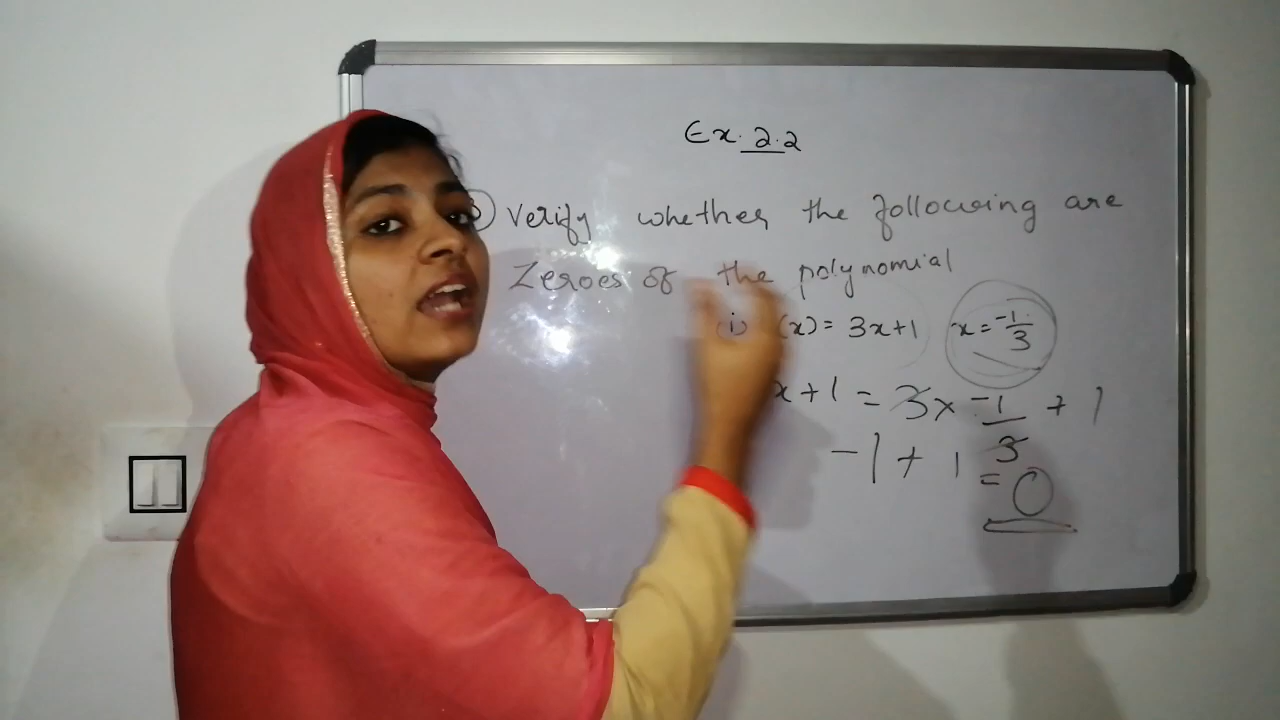 Ex. 2.2
Verify whether the following are
Zeroes of the polynomial
i) (x) = 3x+1 x = -1/3
x + 1 = 3x -1/3 + 1
-1 + 1
= 0